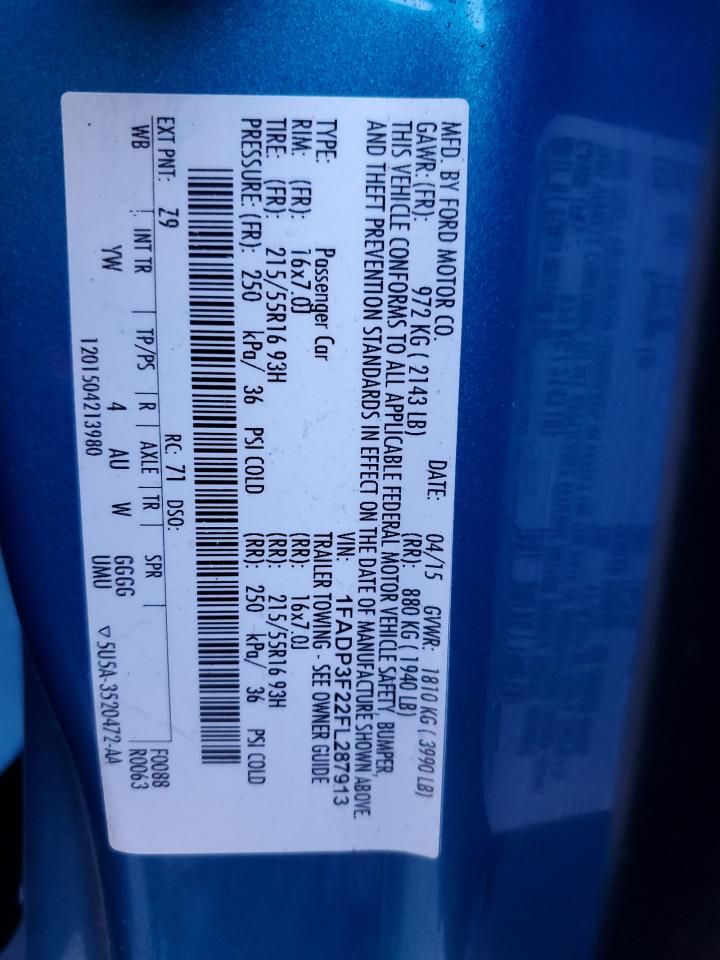 MFD. BY FORD MOTOR CO. DATE: 04/15 GVWR: 1810 KG ( 3990 LB)
GAWR: (FR): 972 KG ( 2143 LB) (RR): 880 KG ( 1940 LB)
THIS VEHICLE CONFORMS TO ALL APPLICABLE FEDERAL MOTOR VEHICLE SAFETY, BUMPER,
AND THEFT PREVENTION STANDARDS IN EFFECT ON THE DATE OF MANUFACTURE SHOWN ABOVE.
VIN: 1FADP3F22FL287913
TYPE: Passenger Car TRAILER TOWING - SEE OWNER GUIDE
RIM: (FR): 16x7.0J (RR): 16x7.0J
TIRE: (FR): 215/55R16 93H (RR): 215/55R16 93H
PRESSURE: (FR): 250 kPa/ 36 PSI COLD (RR): 250 kPa/ 36 PSI COLD
EXT PNT: Z9 RC: 71 DSO: F0088
WB INT TR TP/PS R AXLE TR SPR R0063
YW 4 AU W GGGG
UMU ▽5U5A-3520472-AA
1201504213980